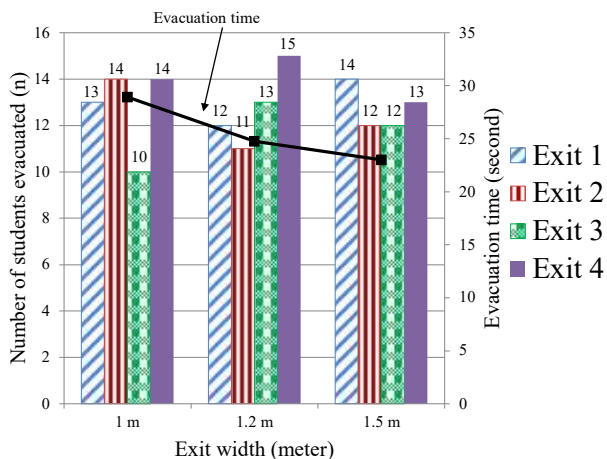 Evacuation time
Number of students evacuated (n)
16
14
12
10
8
6
4
2
0
13
14
10
14
12
11
13
15
14
12
12
13
35
30
25
20
15
10
5
0
Evacuation time (second)
1 m
1.2 m
1.5 m
Exit width (meter)
Exit 1
Exit 2
Exit 3
Exit 4